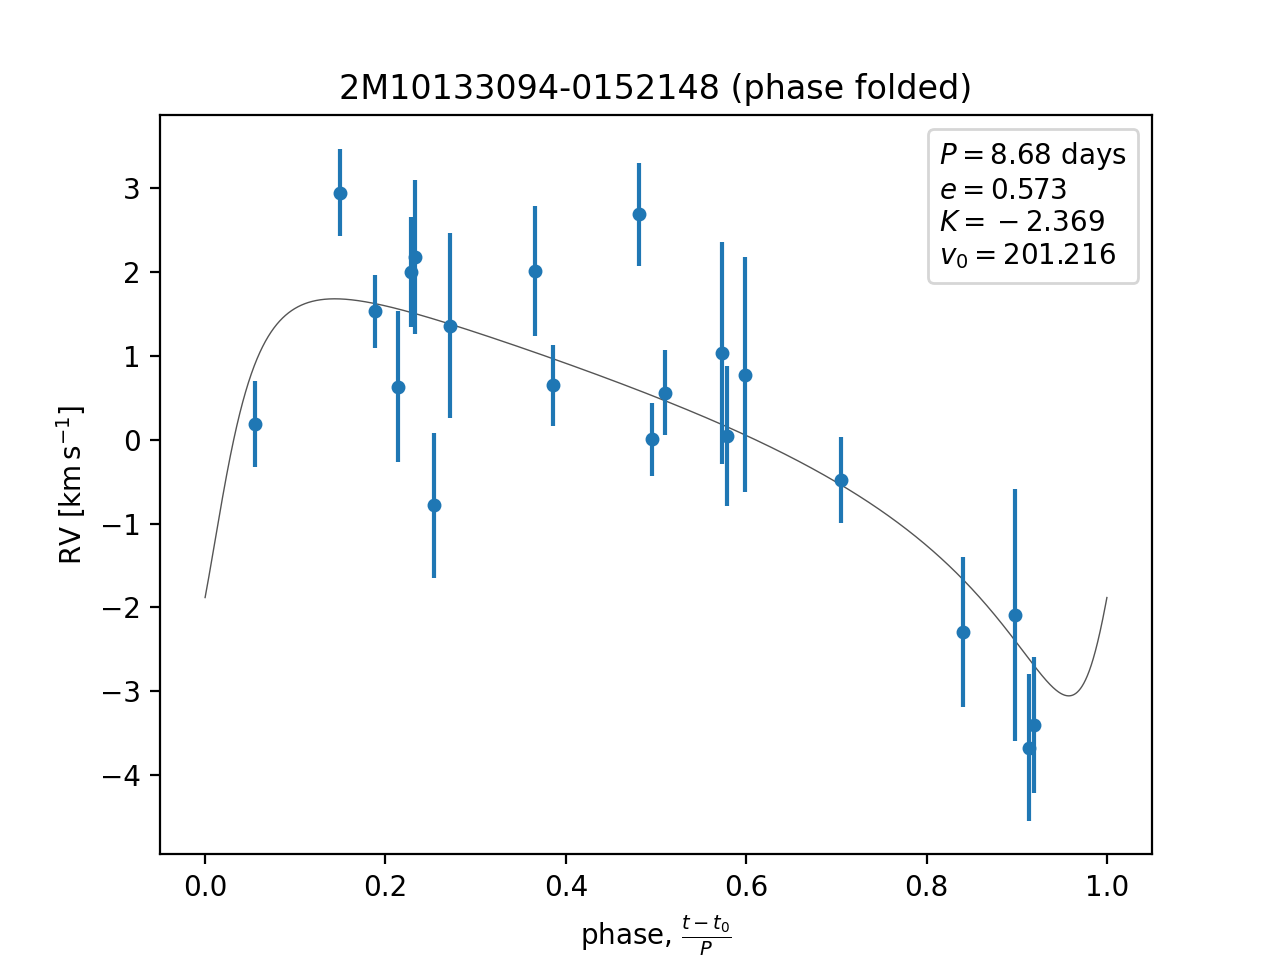 2M10133094-0152148 (phase folded)
P = 8.68 days
e = 0.573
K = −2.369
v₀ = 201.216
3
2
1
0
−1
−2
−3
−4
RV [km s⁻¹]
0.0 0.2 0.4 0.6 0.8 1.0
phase, (t − t₀)/P